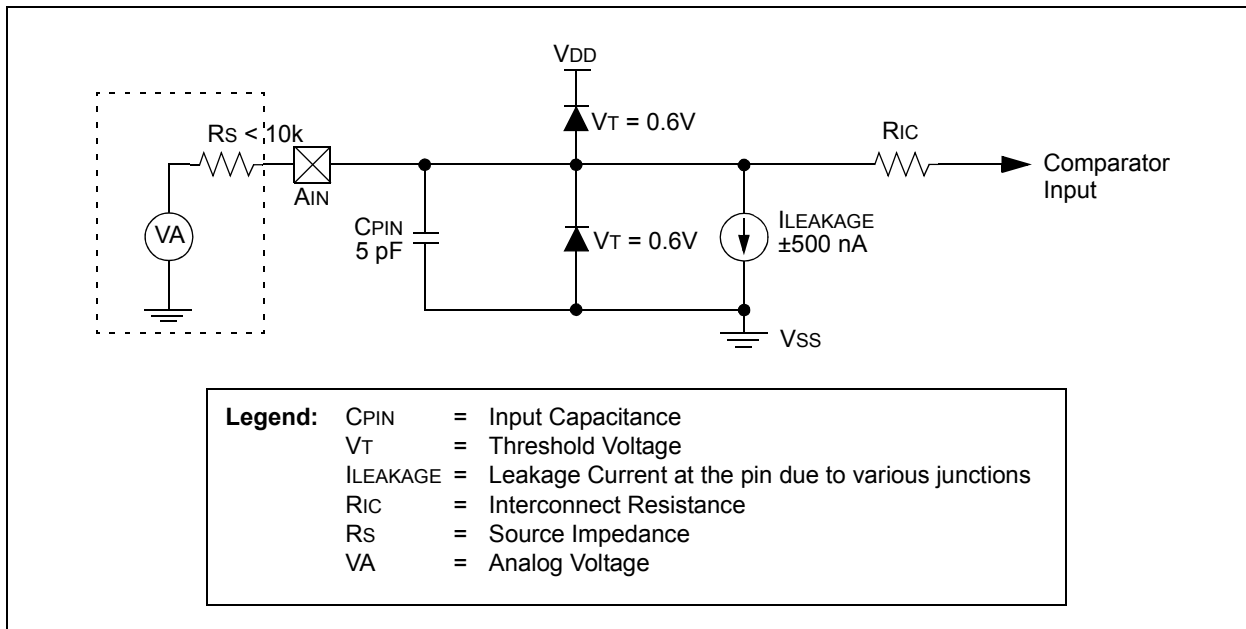 VDD
VT = 0.6V
RS < 10k
RIC
Comparator
Input
AIN
VA
CPIN
5 pF
VT = 0.6V
ILEAKAGE
±500 nA
VSS
Legend: CPIN = Input Capacitance
VT = Threshold Voltage
ILEAKAGE = Leakage Current at the pin due to various junctions
RIC = Interconnect Resistance
RS = Source Impedance
VA = Analog Voltage